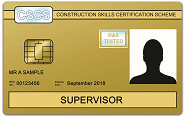 CSCS
CONSTRUCTION SKILLS CERTIFICATION SCHEME
H&S
TESTED
MR A SAMPLE
00123456
September 2018
SUPERVISOR